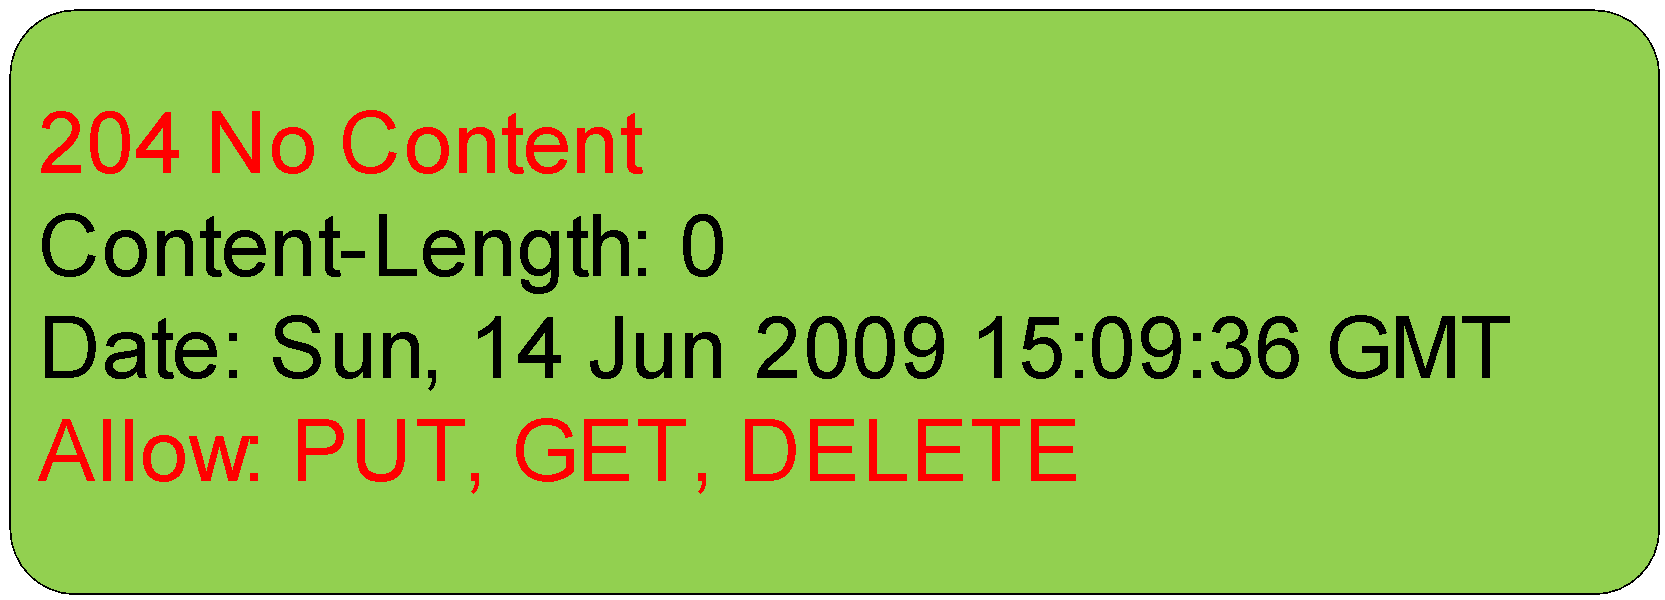 204 No Content
Content-Length: 0
Date: Sun, 14 Jun 2009 15:09:36 GMT
Allow: PUT, GET, DELETE